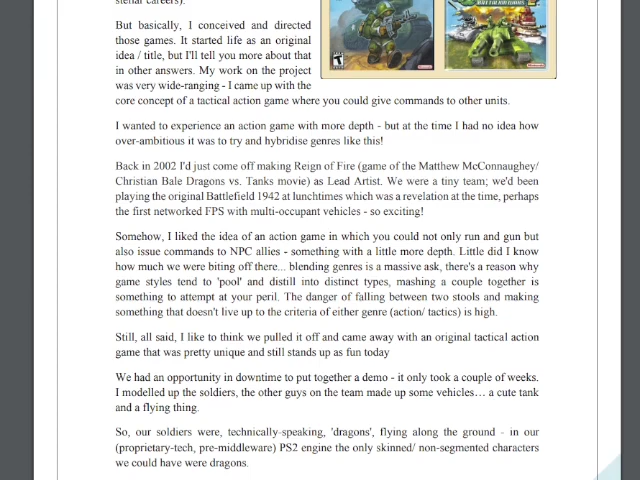 stellar careers).
But basically, I conceived and directed
those games. It started life as an original
idea / title, but I'll tell you more about that
in other answers. My work on the project
was very wide-ranging - I came up with the
core concept of a tactical action game where you could give commands to other units.
I wanted to experience an action game with more depth - but at the time I had no idea how
over-ambitious it was to try and hybridise genres like this!
Back in 2002 I'd just come off making Reign of Fire (game of the Matthew McConnaughey/
Christian Bale Dragons vs. Tanks movie) as Lead Artist. We were a tiny team; we'd been
playing the original Battlefield 1942 at lunchtimes which was a revelation at the time, perhaps
the first networked FPS with multi-occupant vehicles - so exciting!
Somehow, I liked the idea of an action game in which you could not only run and gun but
also issue commands to NPC allies - something with a little more depth. Little did I know
how much we were biting off there... blending genres is a massive ask, there's a reason why
game styles tend to 'pool' and distill into distinct types, mashing a couple together is
something to attempt at your peril. The danger of falling between two stools and making
something that doesn't live up to the criteria of either genre (action/ tactics) is high.
Still, all said, I like to think we pulled it off and came away with an original tactical action
game that was pretty unique and still stands up as fun today
We had an opportunity in downtime to put together a demo - it only took a couple of weeks.
I modelled up the soldiers, the other guys on the team made up some vehicles… a cute tank
and a flying thing.
So, our soldiers were, technically-speaking, 'dragons', flying along the ground - in our
(proprietary-tech, pre-middleware) PS2 engine the only skinned/ non-segmented characters
we could have were dragons.